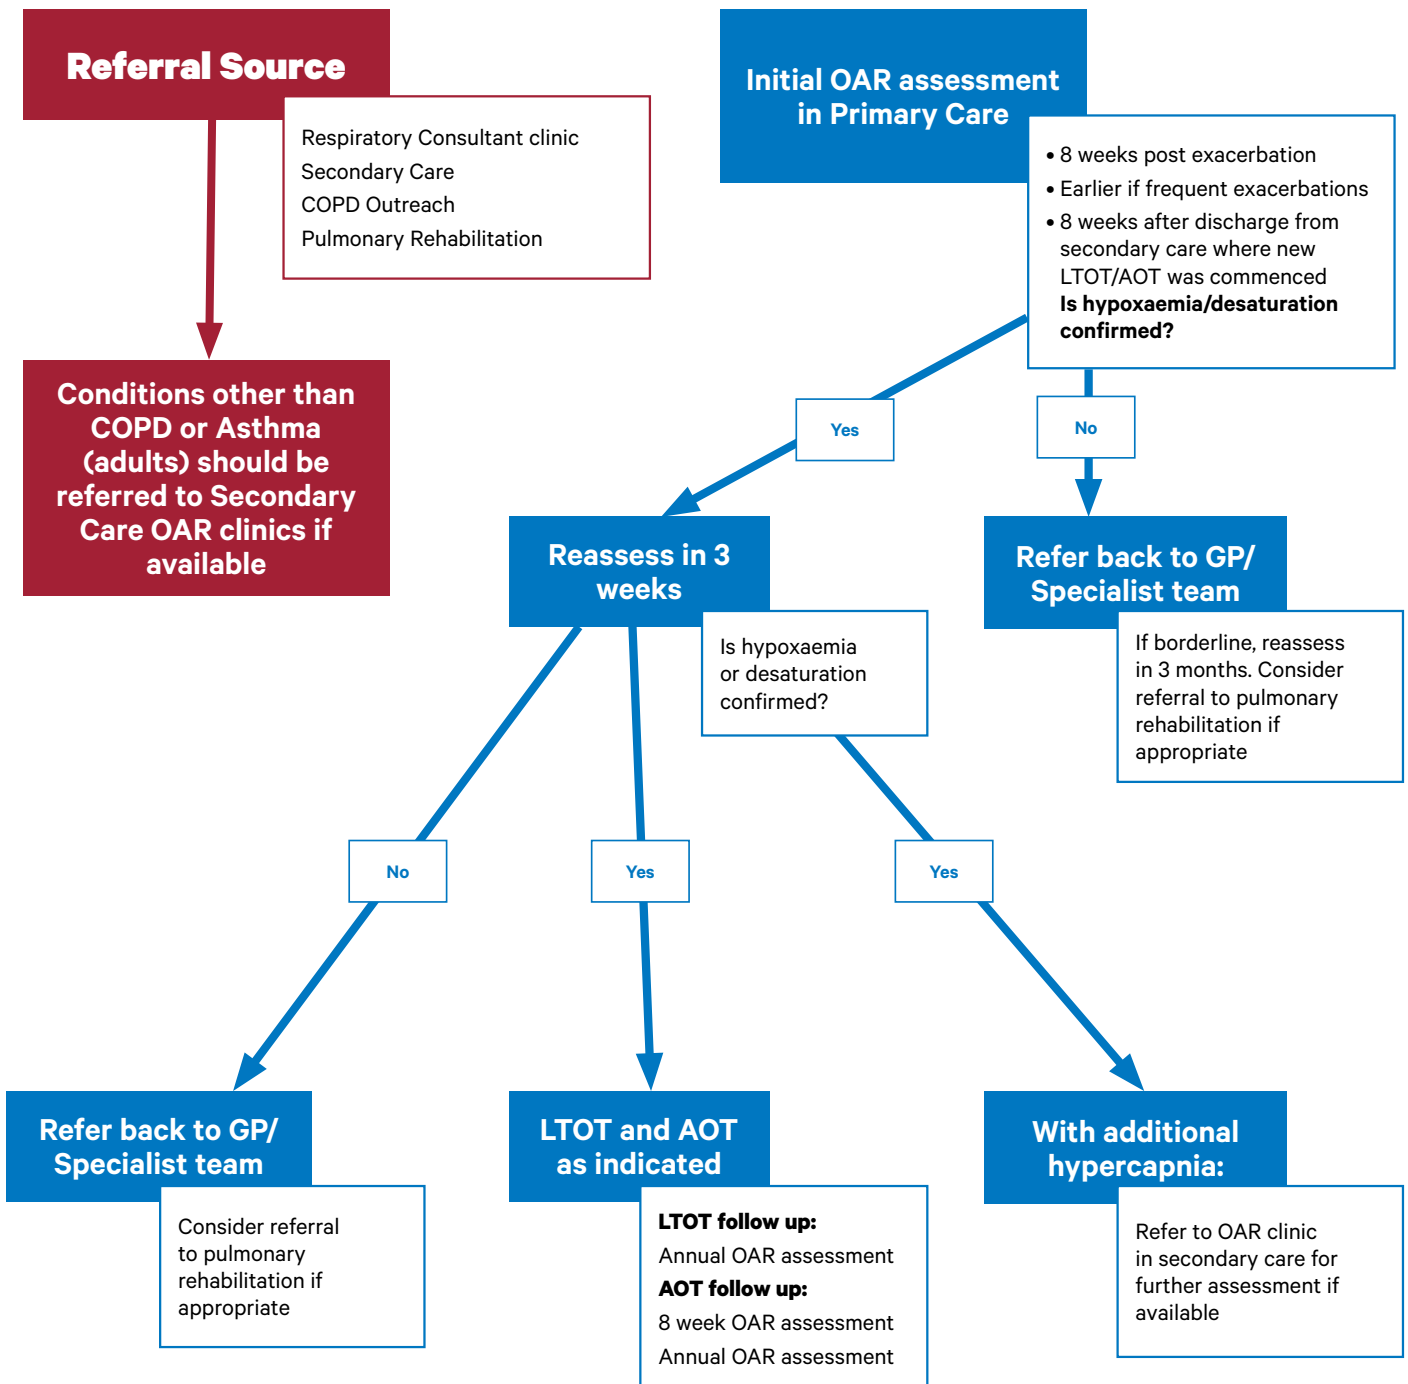 Referral Source
Respiratory Consultant clinic
Secondary Care
COPD Outreach
Pulmonary Rehabilitation
Conditions other than
COPD or Asthma
(adults) should be
referred to Secondary
Care OAR clinics if
available
Initial OAR assessment
in Primary Care
• 8 weeks post exacerbation
• Earlier if frequent exacerbations
• 8 weeks after discharge from
secondary care where new
LTOT/AOT was commenced
Is hypoxaemia/desaturation
confirmed?
Yes
No
Reassess in 3
weeks
Is hypoxaemia
or desaturation
confirmed?
Refer back to GP/
Specialist team
If borderline, reassess
in 3 months. Consider
referral to pulmonary
rehabilitation if
appropriate
No
Yes
Yes
Refer back to GP/
Specialist team
Consider referral
to pulmonary
rehabilitation if
appropriate
LTOT and AOT
as indicated
LTOT follow up:
Annual OAR assessment
AOT follow up:
8 week OAR assessment
Annual OAR assessment
With additional
hypercapnia:
Refer to OAR clinic
in secondary care for
further assessment if
available